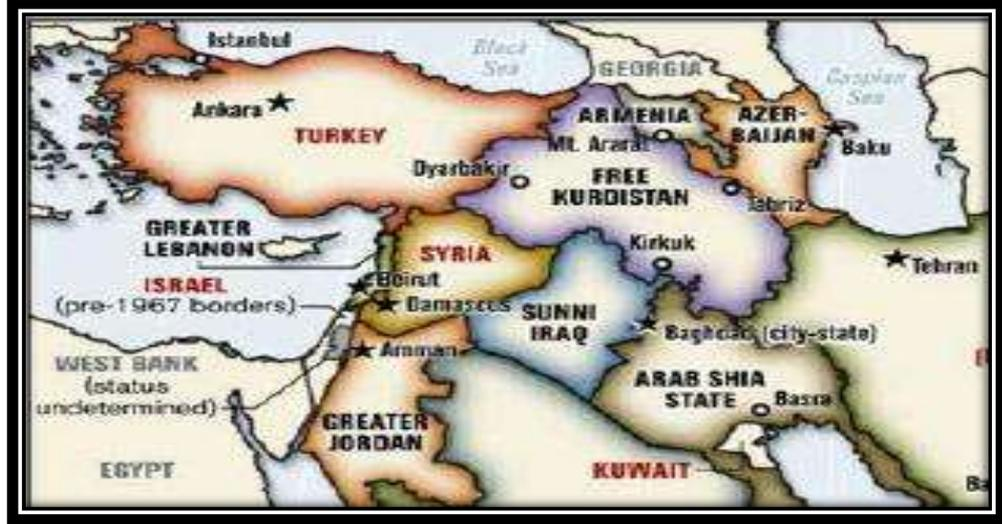 Istanbul
Black
Sea
GEORGIA
Caspian
Sea
Ankara
TURKEY
ARMENIA
Mt. Ararat
AZER-
BAIJAN
Baku
Dyarbakir
FREE
KURDISTAN
Tabriz
GREATER
LEBANON
SYRIA
Kirkuk
Tehran
ISRAEL
(pre-1967 borders)
Beirut
Damascus
SUNNI
IRAQ
Baghdad (city-state)
WEST BANK
(status
undetermined)
Amman
ARAB SHIA
STATE
Basra
GREATER
JORDAN
EGYPT
KUWAIT